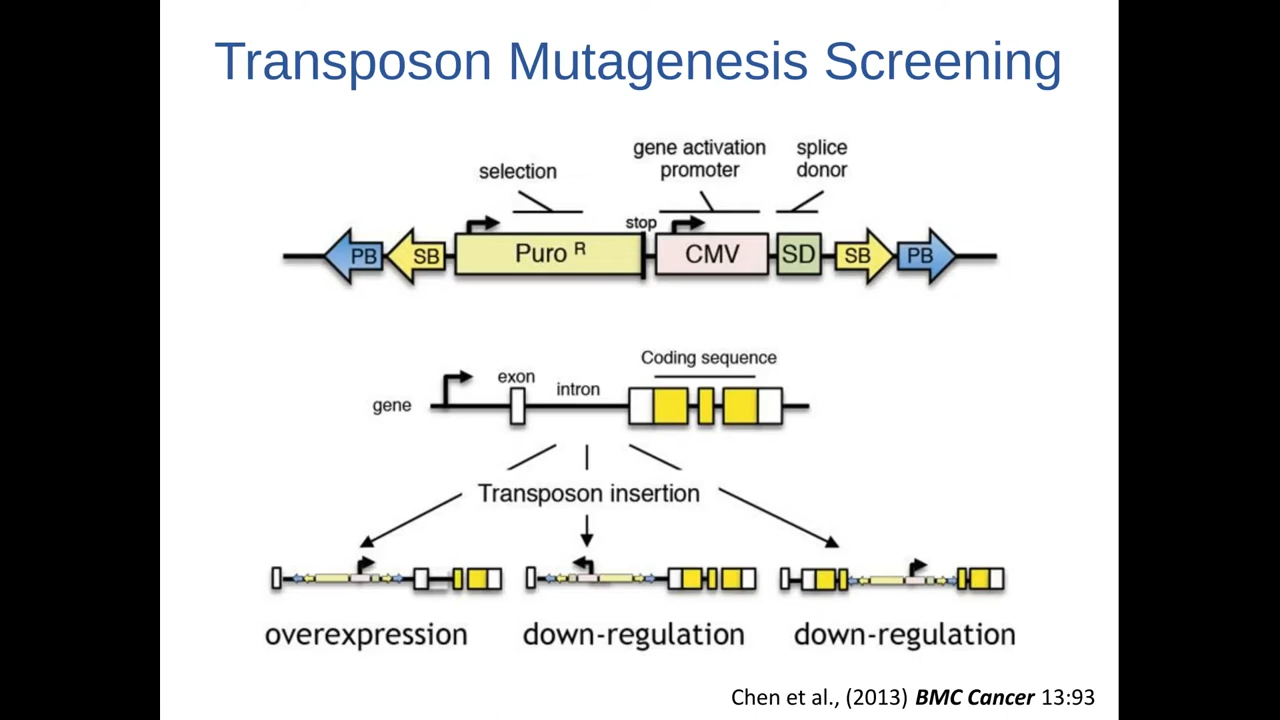 Transposon Mutagenesis Screening
gene activation promoter
splice donor
selection
stop
PB SB Puro R CMV SD SB PB
Coding sequence
exon
intron
gene
Transposon insertion
overexpression down-regulation down-regulation
Chen et al., (2013) BMC Cancer 13:93